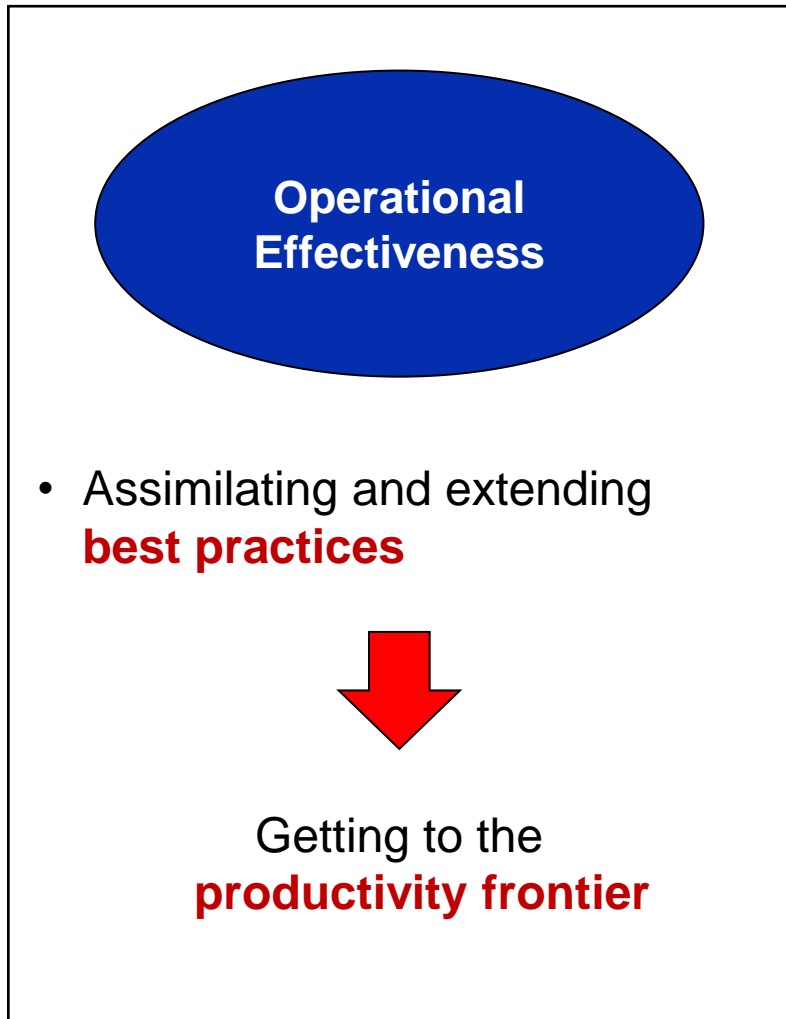 Operational
Effectiveness
• Assimilating and extending
best practices
Getting to the
productivity frontier